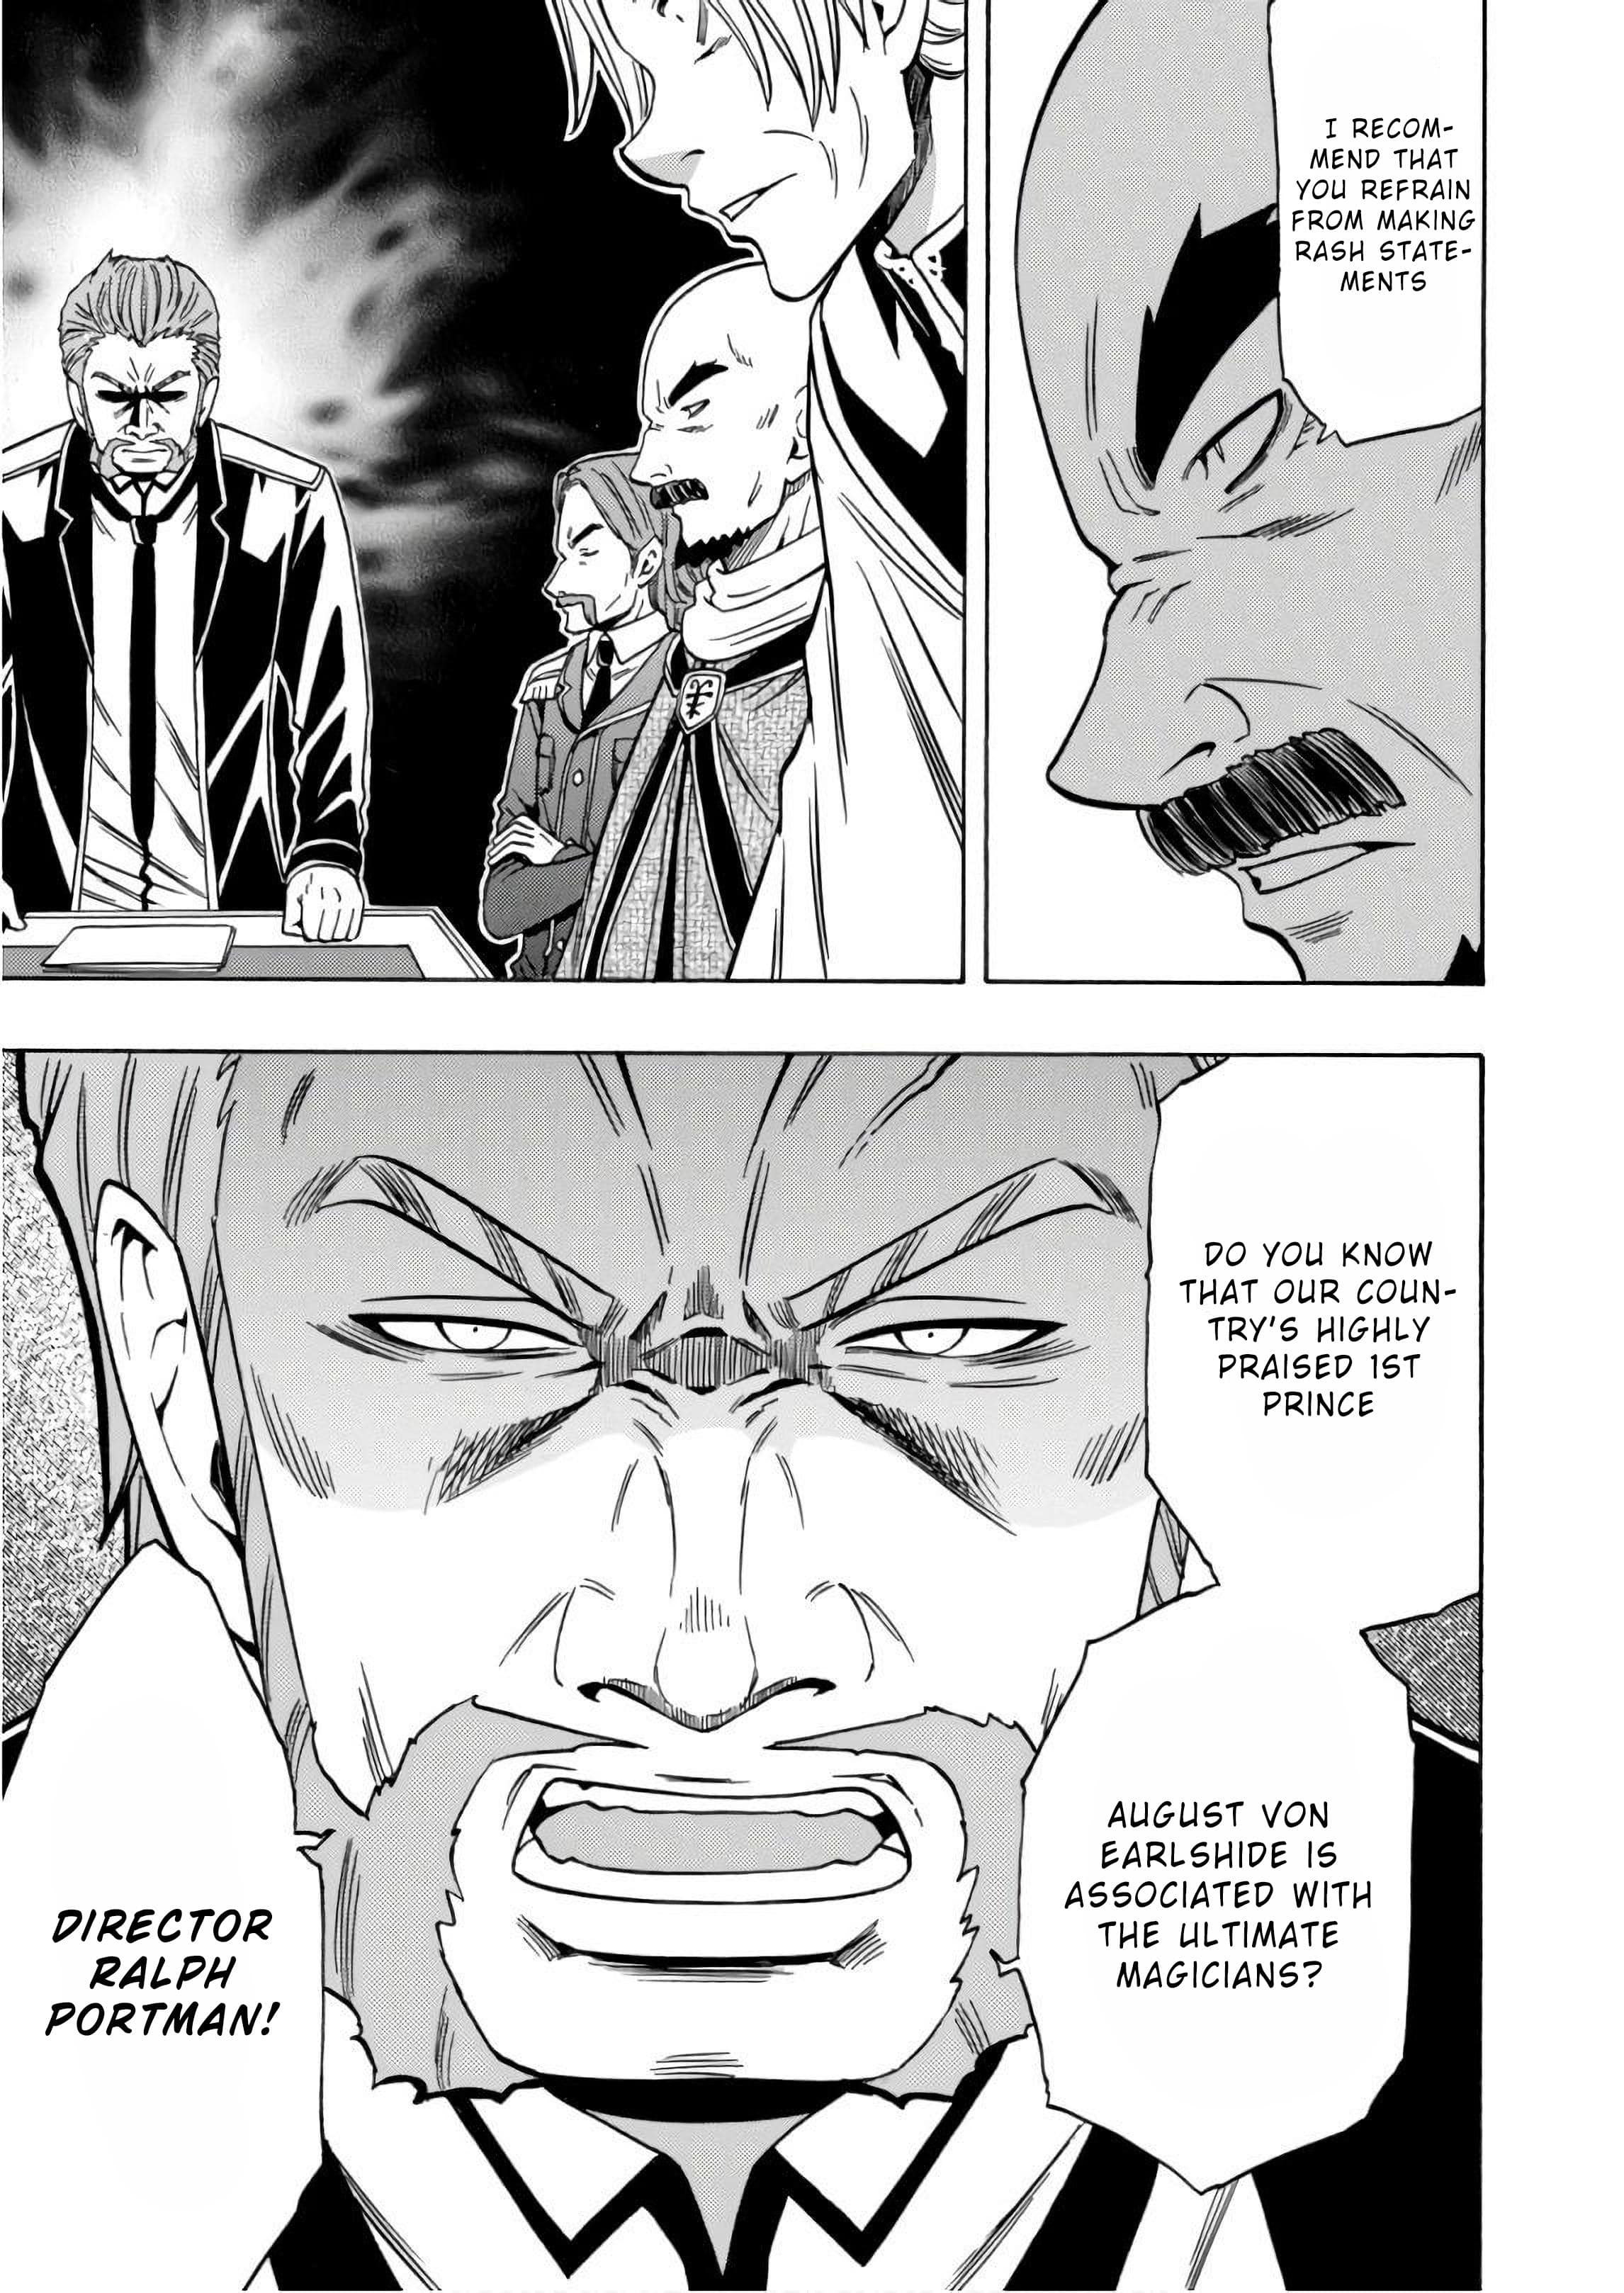 I RECOM-
MEND THAT
YOU REFRAIN
FROM MAKING
RASH STATE-
MENTS
DO YOU KNOW
THAT OUR COUN-
TRY'S HIGHLY
PRAISED 1ST
PRINCE
AUGUST VON
EARLSHIDE IS
ASSOCIATED WITH
THE ULTIMATE
MAGICIANS?
DIRECTOR
RALPH
PORTMAN!